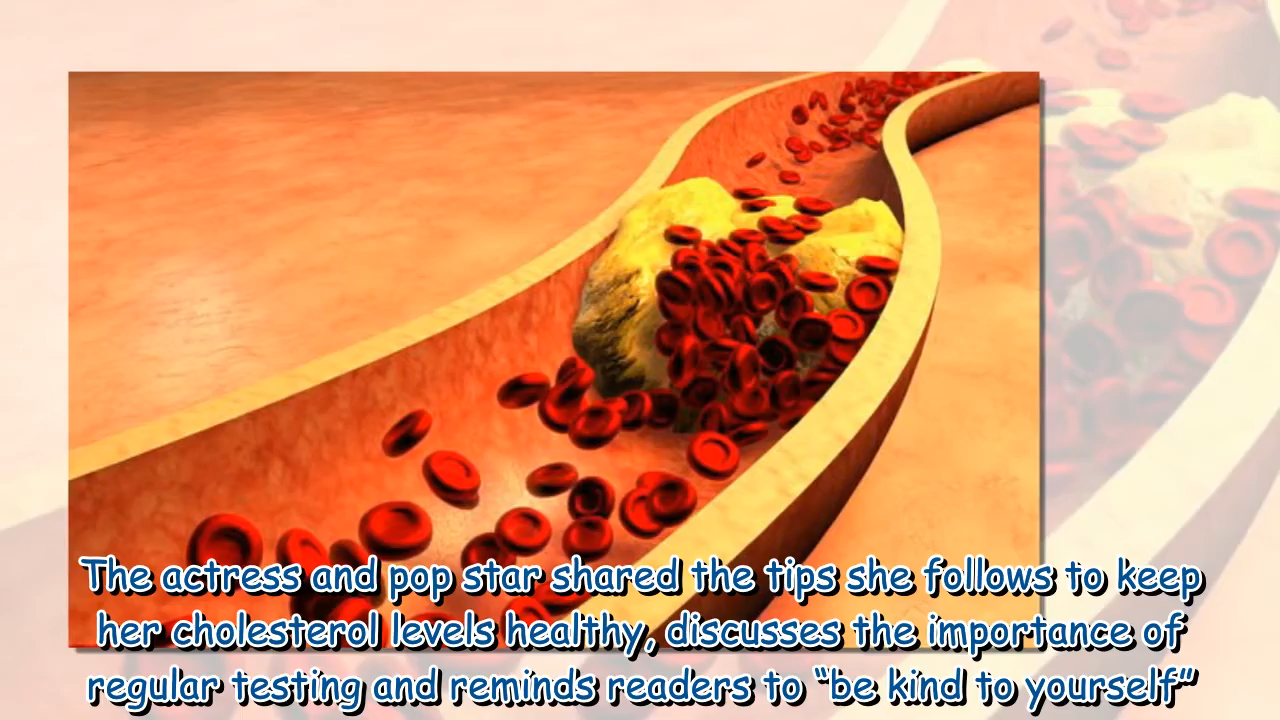 The actress and pop star shared the tips she follows to keep
her cholesterol levels healthy, discusses the importance of
regular testing and reminds readers to “be kind to yourself”